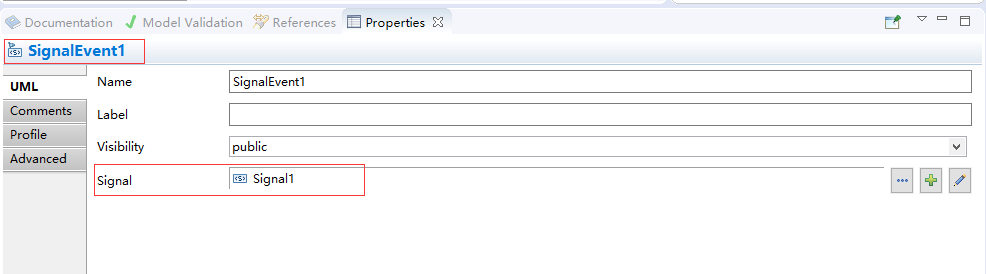 Documentation Model Validation References Properties
SignalEvent1
UML
Comments
Profile
Advanced
Name SignalEvent1
Label
Visibility public
Signal Signal1